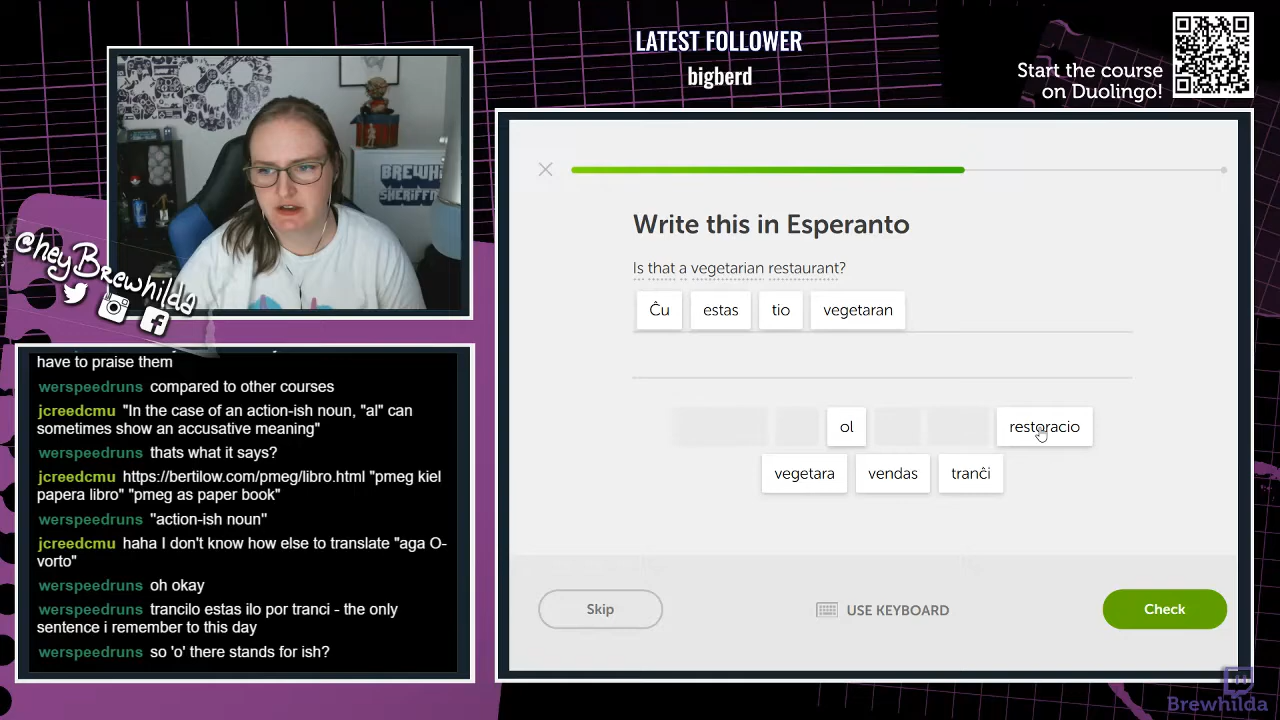 LATEST FOLLOWER
bigberd
Start the course
on Duolingo!
BREWHI
SHERIFF
@heyBrewhilda
Write this in Esperanto
Is that a vegetarian restaurant?
Ĉu estas tio vegetaran
ol restoracio
vegetara vendas tranĉi
Skip USE KEYBOARD Check
have to praise them
werspeedruns compared to other courses
jcreedcmu "In the case of an action-ish noun, "al" can
sometimes show an accusative meaning"
werspeedruns thats what it says?
jcreedcmu https://bertilow.com/pmeg/libro.html "pmeg kiel
papera libro" "pmeg as paper book"
werspeedruns "action-ish noun"
jcreedcmu haha I don't know how else to translate "aga O-
vorto"
werspeedruns oh okay
werspeedruns trancilo estas ilo por tranci - the only
sentence i remember to this day
werspeedruns so 'o' there stands for ish?
Brewhilda